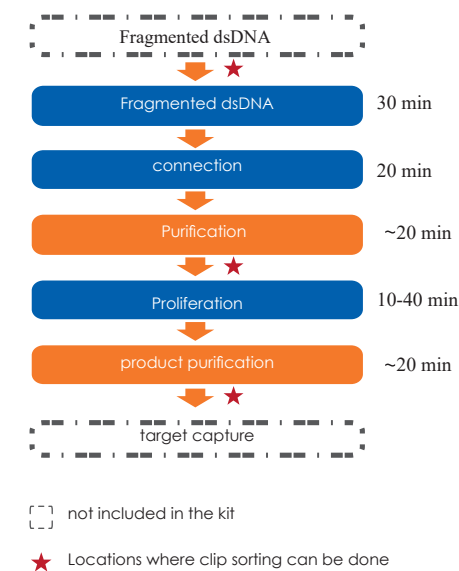 Fragmented dsDNA
Fragmented dsDNA 30 min
connection 20 min
Purification ~20 min
Proliferation 10-40 min
product purification ~20 min
target capture
not included in the kit
Locations where clip sorting can be done